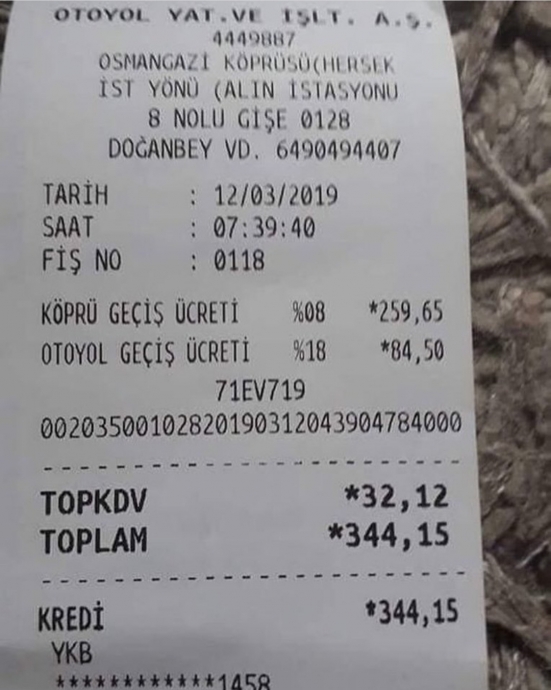 OTOYOL YAT.VE İŞLT. A.Ş.
4449887
OSMANGAZİ KÖPRÜSÜ(HERSEK
İST YÖNÜ (ALIN İSTASYONU
8 NOLU GİŞE 0128
DOĞANBEY VD. 6490494407
TARİH : 12/03/2019
SAAT : 07:39:40
FİŞ NO : 0118
KÖPRÜ GEÇİŞ ÜCRETİ %08 *259,65
OTOYOL GEÇİŞ ÜCRETİ %18 *84,50
71EV719
00203500102820190312043904784000
TOPKDV *32,12
TOPLAM *344,15
KREDİ *344,15
YKB
************1458